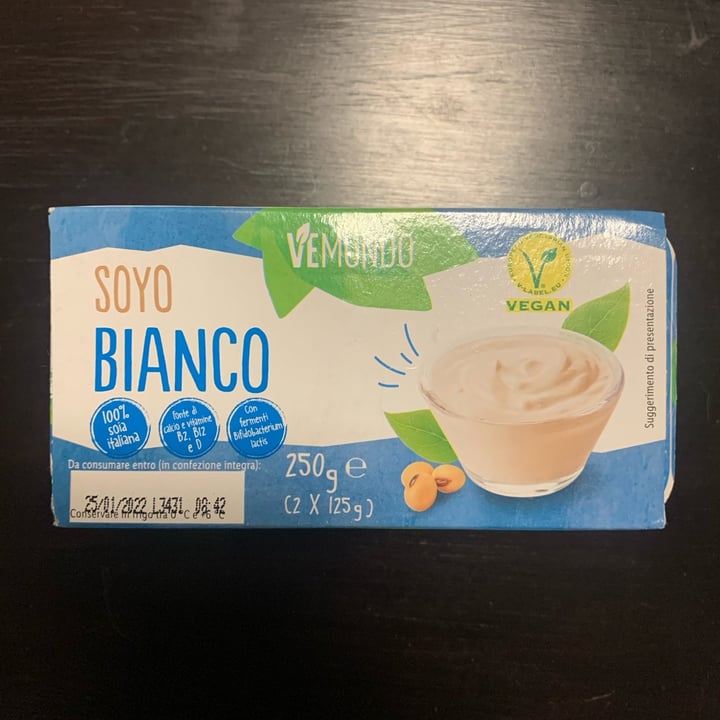 VEMONDO
SOYO
BIANCO
100%
soia
italiana
Fonte di
calcio e vitamine
B2, B12
e D
Con
fermenti
Bifidobacterium
lactis
V-LABEL.EU
VEGAN
Suggerimento di presentazione
Da consumare entro (in confezione integra):
25/01/2022 L3431 08:42
Conservare in frigo tra 0°C e +6°C
250g e
(2 X 125g)